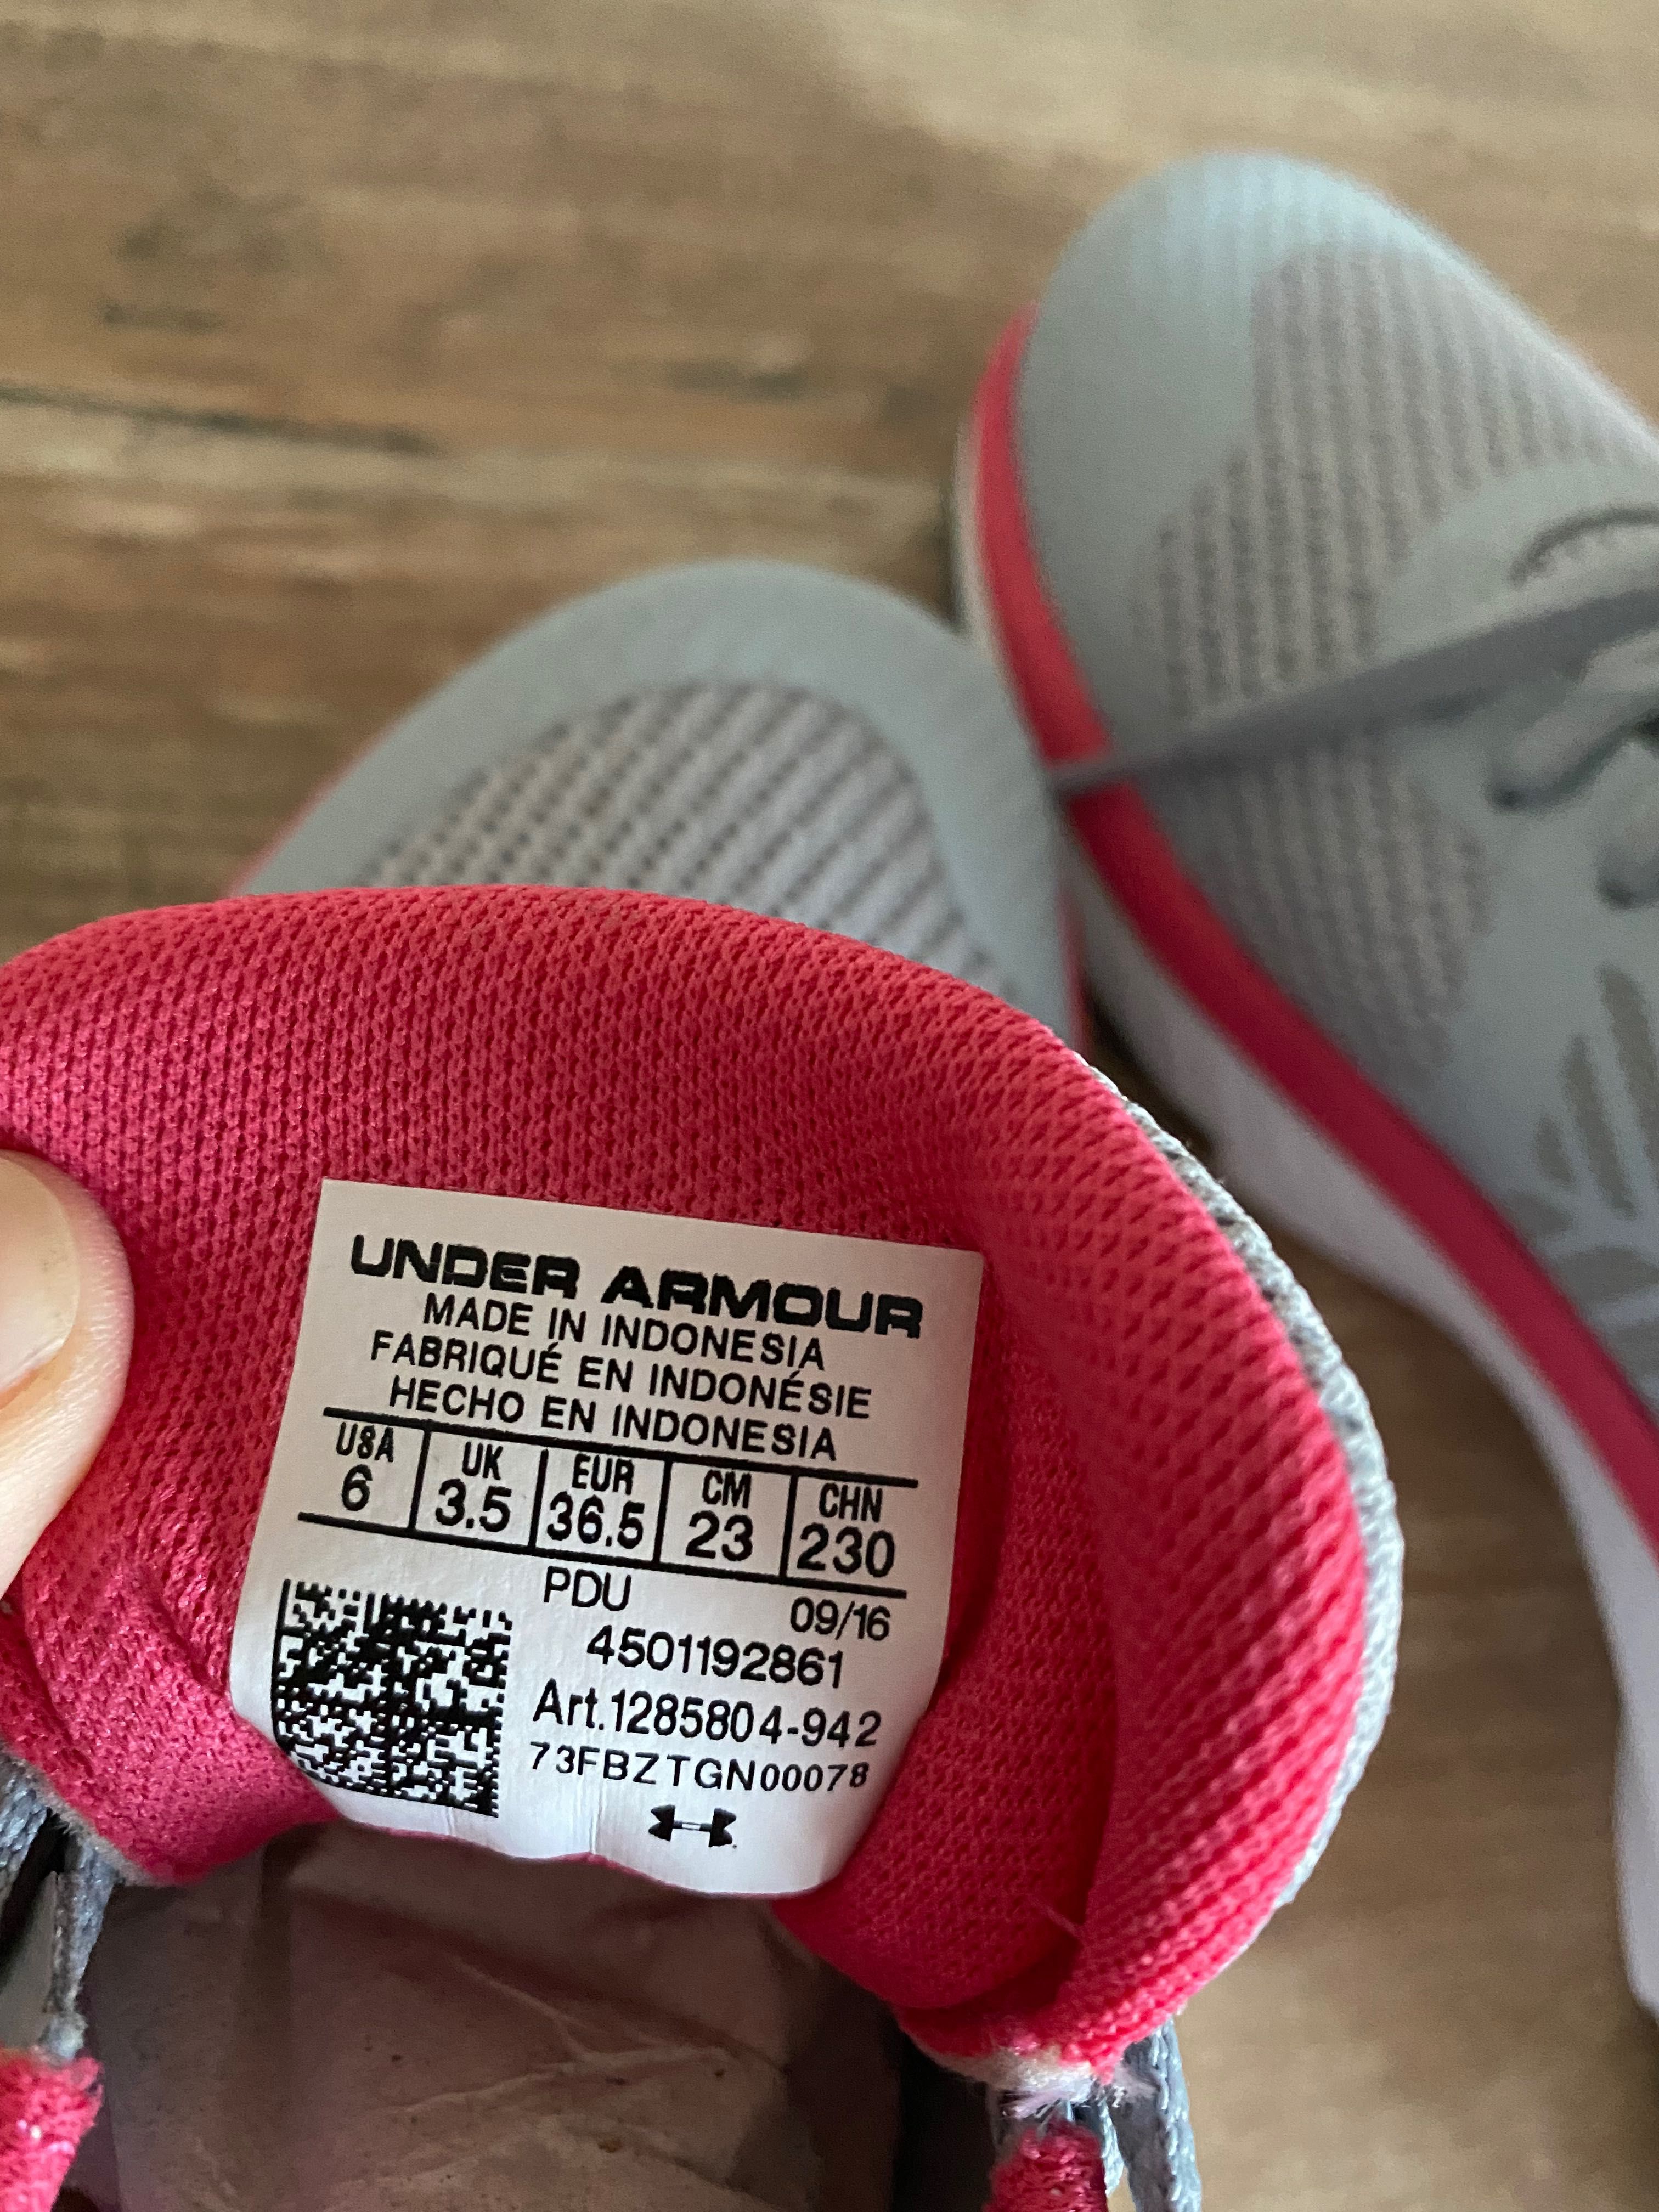 UNDER ARMOUR
MADE IN INDONESIA
FABRIQUÉ EN INDONÉSIE
HECHO EN INDONESIA
USA UK EUR CM CHN
6 3.5 36.5 23 230
PDU 09/16
4501192861
Art.1285804-942
73FBZTGN00078